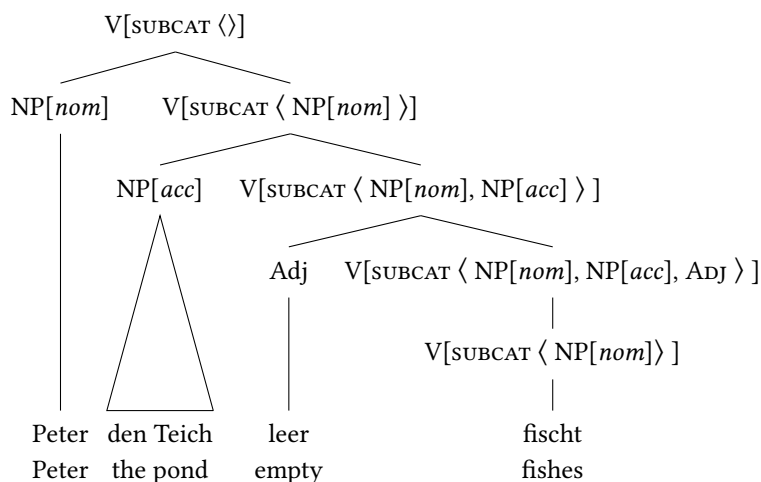 V[SUBCAT ⟨⟩]
NP[nom] V[SUBCAT ⟨ NP[nom] ⟩]
NP[acc] V[SUBCAT ⟨ NP[nom], NP[acc] ⟩ ]
Adj V[SUBCAT ⟨ NP[nom], NP[acc], ADJ ⟩ ]
V[SUBCAT ⟨ NP[nom]⟩ ]
Peter den Teich leer fischt
Peter the pond empty fishes